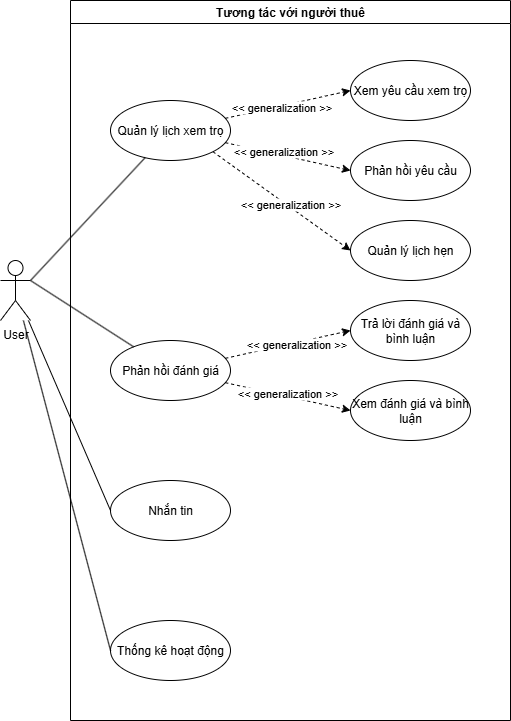 Tương tác với người thuê
Xem yêu cầu xem trọ
<< generalization >>
Quản lý lịch xem trọ
<< generalization >>
Phản hồi yêu cầu
<< generalization >>
Quản lý lịch hẹn
User
Trả lời đánh giá và
bình luận
<< generalization >>
Phản hồi đánh giá
<< generalization >>
Xem đánh giá và bình
luận
Nhắn tin
Thống kê hoạt động